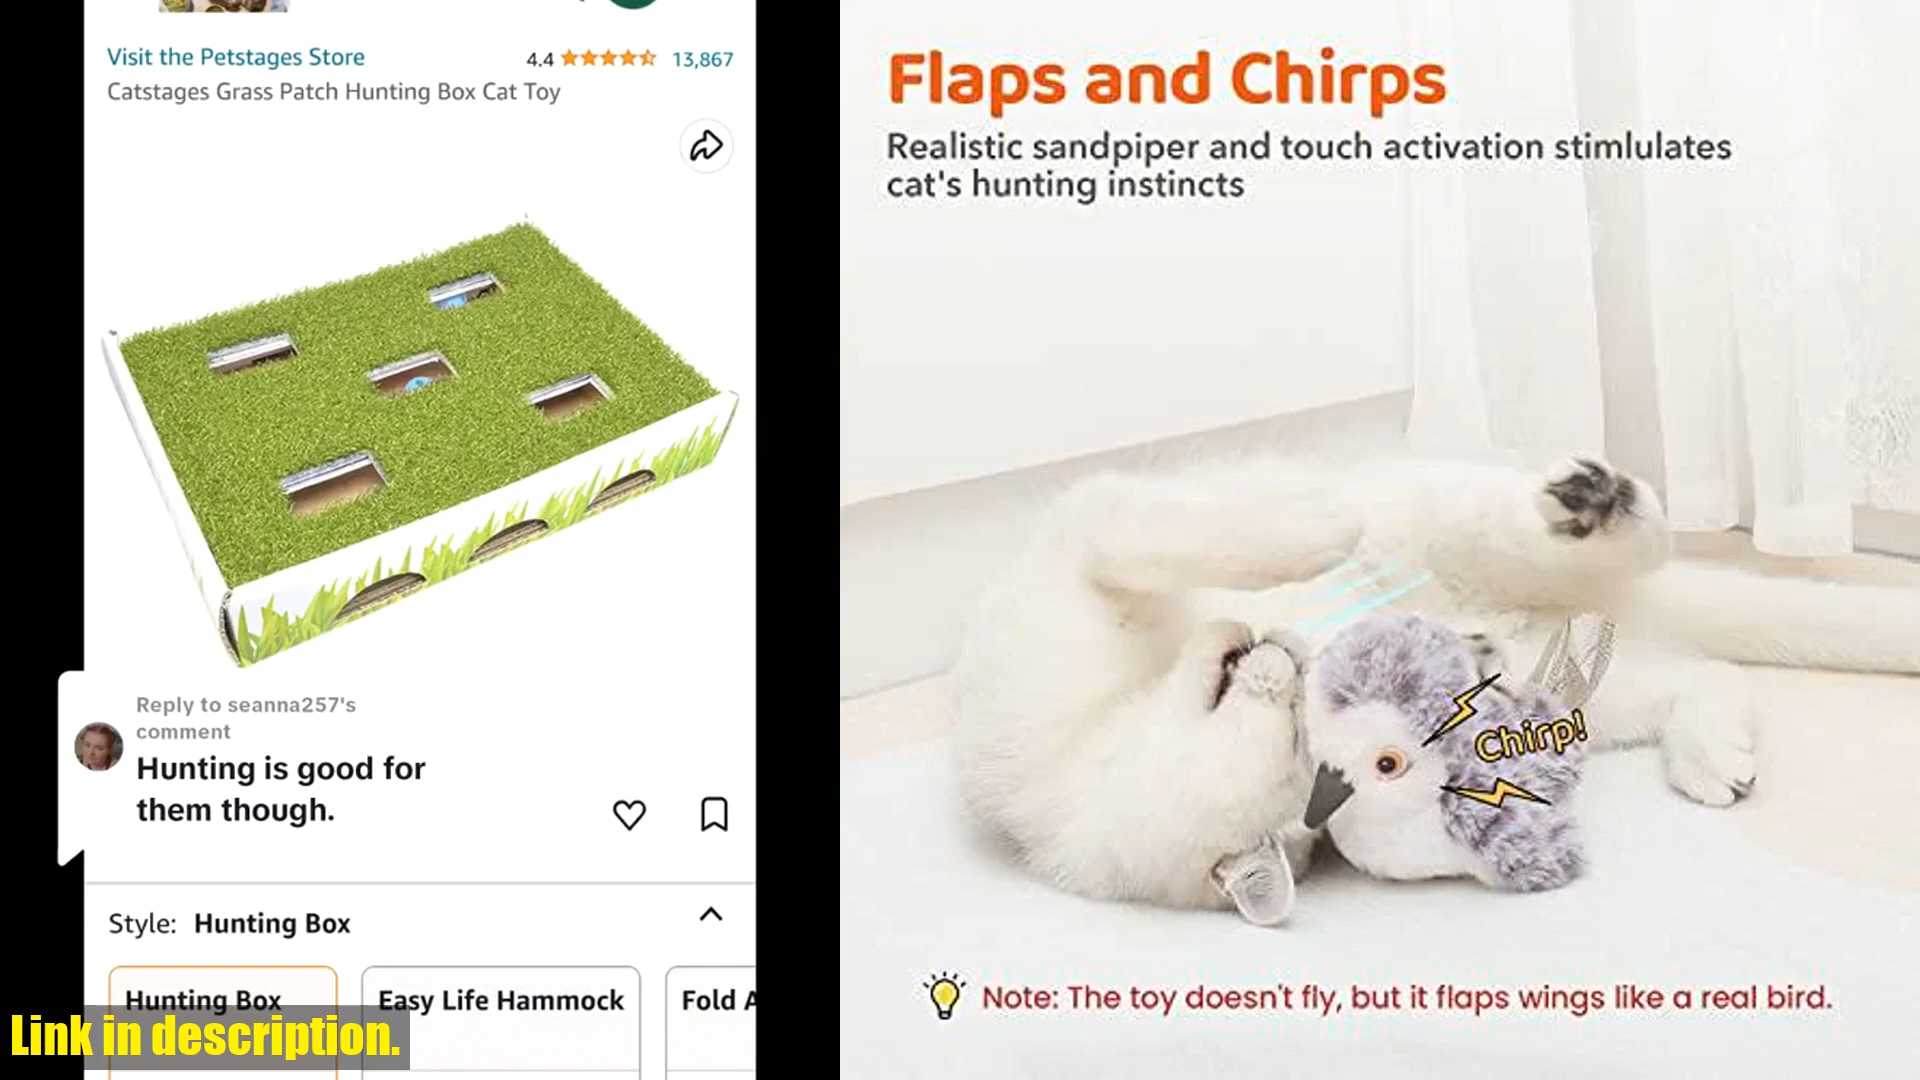 Visit the Petstages Store
4.4
13,867
Catstages Grass Patch Hunting Box Cat Toy
Reply to seanna257's
comment
Hunting is good for
them though.
Style: Hunting Box
Hunting Box
Easy Life Hammock
Fold A
Link in description.
Flaps and Chirps
Realistic sandpiper and touch activation stimlulates
cat's hunting instincts
Chirp!
Note: The toy doesn't fly, but it flaps wings like a real bird.